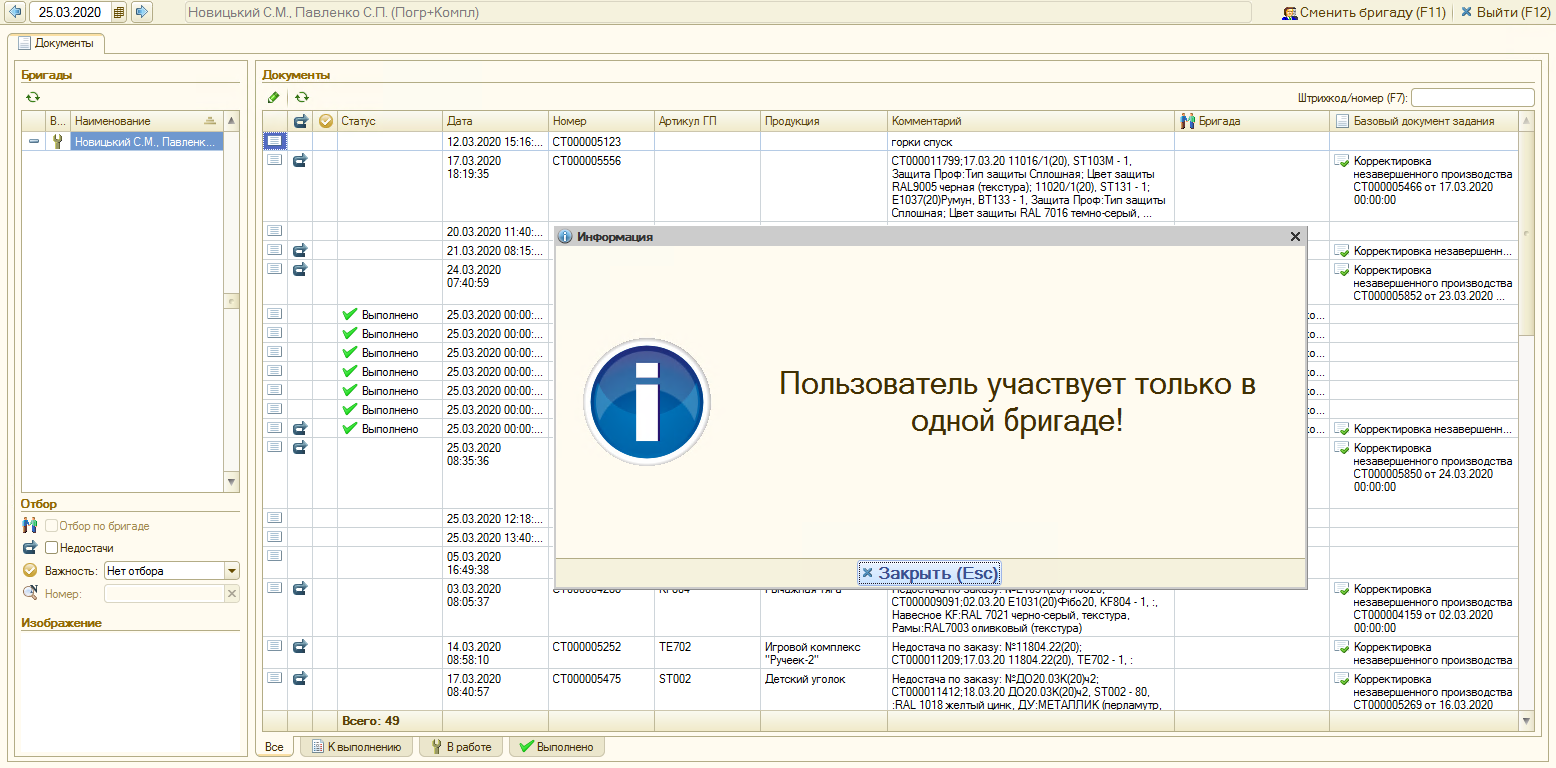 25.03.2020
Новицький С.М., Павленко С.П. (Погр+Компл)
Сменить бригаду (F11)
Выйти (F12)
Документы
Бригады
В...
Наименование
Новицький С.М., Павленк...
Отбор
Отбор по бригаде
Недостачи
Важность:
Нет отбора
Номер:
Изображение
Документы
Штрихкод/номер (F7):
Статус
Дата
Номер
Артикул ГП
Продукция
Комментарий
Бригада
Базовый документ задания
12.03.2020 15:16:...
СТ000005123
горки спуск
17.03.2020
18:19:35
СТ000005556
СТ000011799;17.03.20 11016/1(20), ST103M - 1,
Защита Проф:Тип защиты Сплошная; Цвет защиты
RAL9005 черная (текстура); 11020/1(20), ST131 - 1;
Е1037(20)Румун, BT133 - 1, Защита Проф:Тип защиты
Сплошная; Цвет защиты RAL 7016 темно-серый, ...
Корректировка
незавершенного производства
СТ000005466 от 17.03.2020
00:00:00
20.03.2020 11:40:...
21.03.2020 08:15:...
Корректировка незавершенн...
24.03.2020
07:40:59
Корректировка
незавершенного производства
СТ000005852 от 23.03.2020 ...
Выполнено
25.03.2020 00:00:...
Выполнено
25.03.2020 00:00:...
Выполнено
25.03.2020 00:00:...
Выполнено
25.03.2020 00:00:...
Выполнено
25.03.2020 00:00:...
Выполнено
25.03.2020 00:00:...
Выполнено
25.03.2020 00:00:...
Корректировка незавершенн...
25.03.2020
08:35:36
Корректировка
незавершенного производства
СТ000005850 от 24.03.2020
00:00:00
25.03.2020 12:18:...
25.03.2020 13:40:...
05.03.2020
16:49:38
03.03.2020
08:05:37
СТ000009091;02.03.20 Е1031(20)Фібо20, KF804 - 1, :,
Навесное KF:RAL 7021 черно-серый, текстура,
Рамы:RAL7003 оливковый (текстура)
Корректировка
незавершенного производства
СТ000004159 от 02.03.2020
00:00:00
14.03.2020
08:58:10
СТ000005252
TE702
Игровой комплекс
"Ручеек-2"
Недостача по заказу: №11804.22(20);
СТ000011209;17.03.20 11804.22(20), TE702 - 1, :
Корректировка
незавершенного производства
17.03.2020
08:40:57
СТ000005475
ST002
Детский уголок
Недостача по заказу: №ДО20.03К(20)ч2;
СТ000011412;18.03.20 ДО20.03К(20)ч2, ST002 - 80,
:RAL 1018 желтый цинк, ДУ:МЕТАЛЛИК (перламутр,
Корректировка
незавершенного производства
СТ000005269 от 16.03.2020
Всего: 49
Все
К выполнению
В работе
Выполнено
Информация
Пользователь участвует только в
одной бригаде!
Закрыть (Esc)